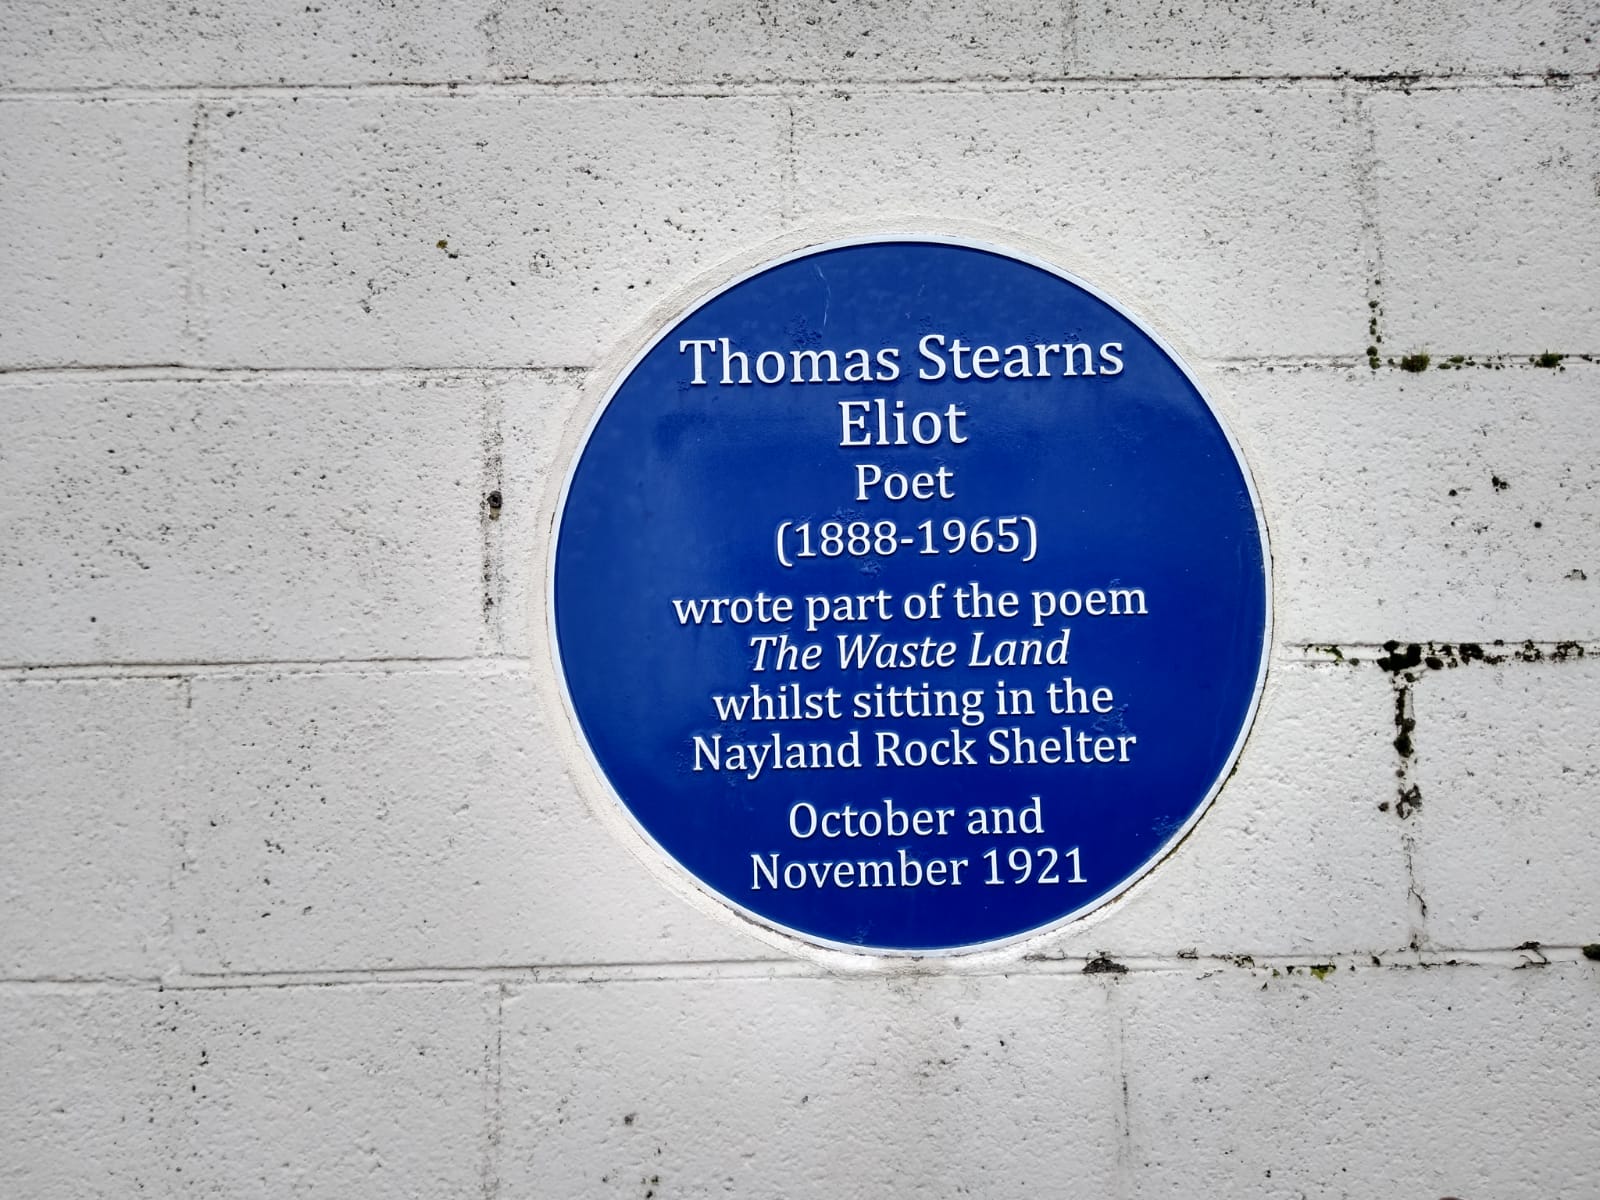 Thomas Stearns
Eliot
Poet
(1888-1965)
wrote part of the poem
The Waste Land
whilst sitting in the
Nayland Rock Shelter
October and
November 1921